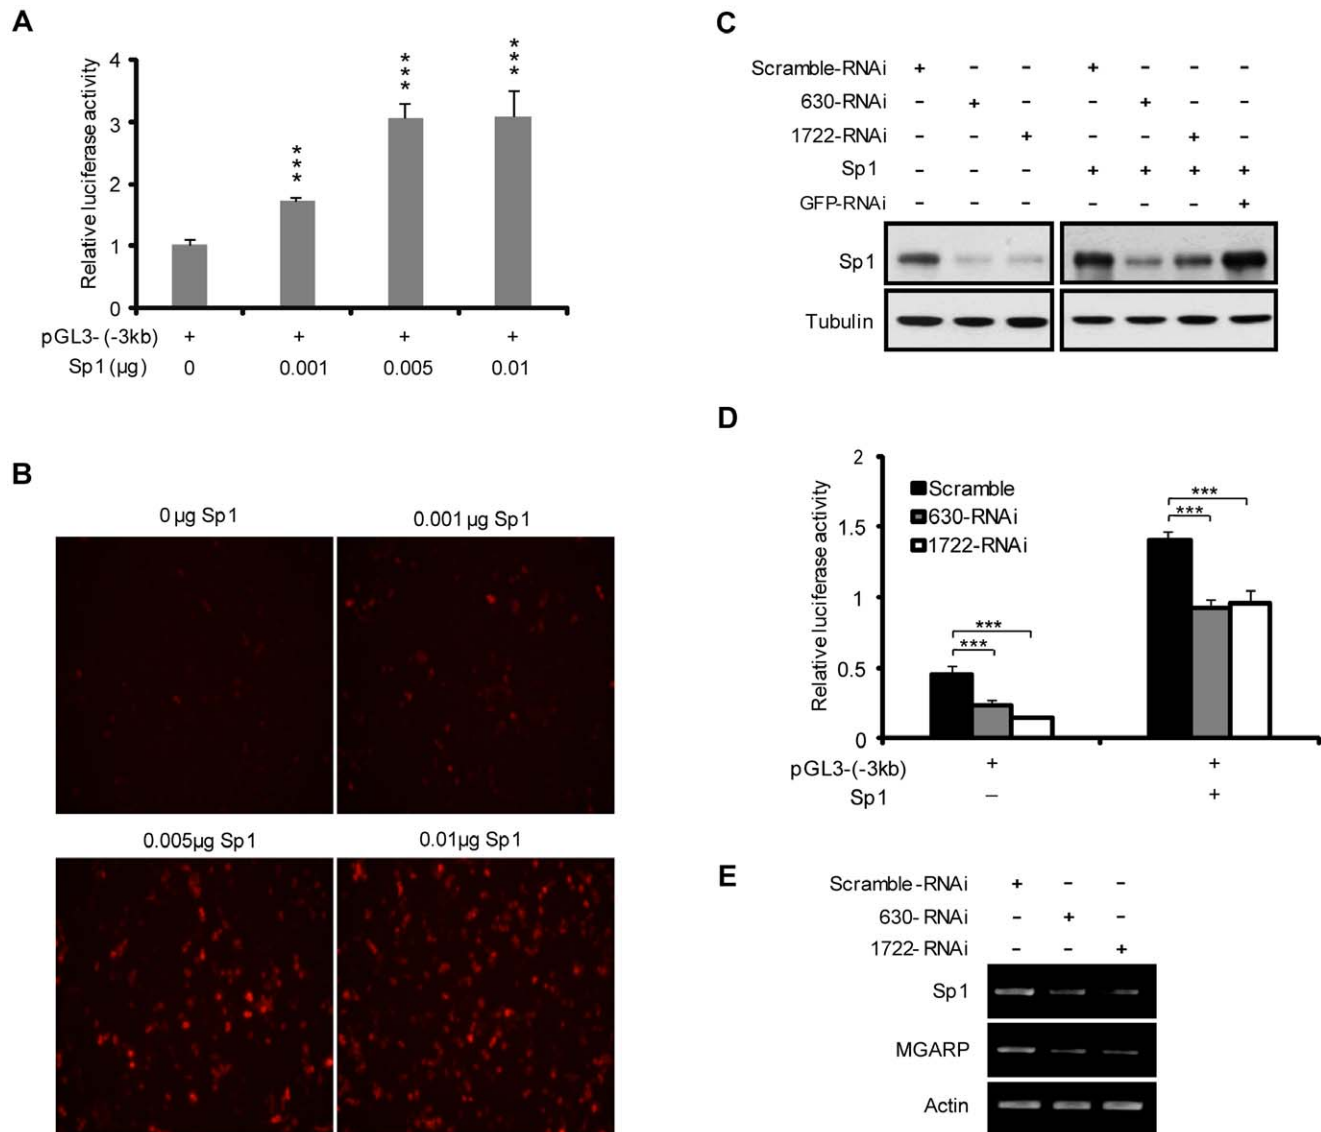 A
Relative luciferase activity
4
3
2
1
0
*** *** ***
pGL3-(-3kb) + + + +
Sp1 (µg) 0 0.001 0.005 0.01
B
0 µg Sp1 0.001 µg Sp1
0.005µg Sp1 0.01µg Sp1
C
Scramble-RNAi + − − + − − −
630-RNAi − + − − + − −
1722-RNAi − − + − − + −
Sp1 − − − + + + +
GFP-RNAi − − − − − − +
Sp1
Tubulin
D
Relative luciferase activity
2
1.5
1
0.5
0
Scramble
630-RNAi
1722-RNAi
*** ***
*** ***
pGL3-(-3kb) + +
Sp1 − +
E
Scramble-RNAi + − −
630-RNAi − + −
1722-RNAi − − +
Sp1
MGARP
Actin